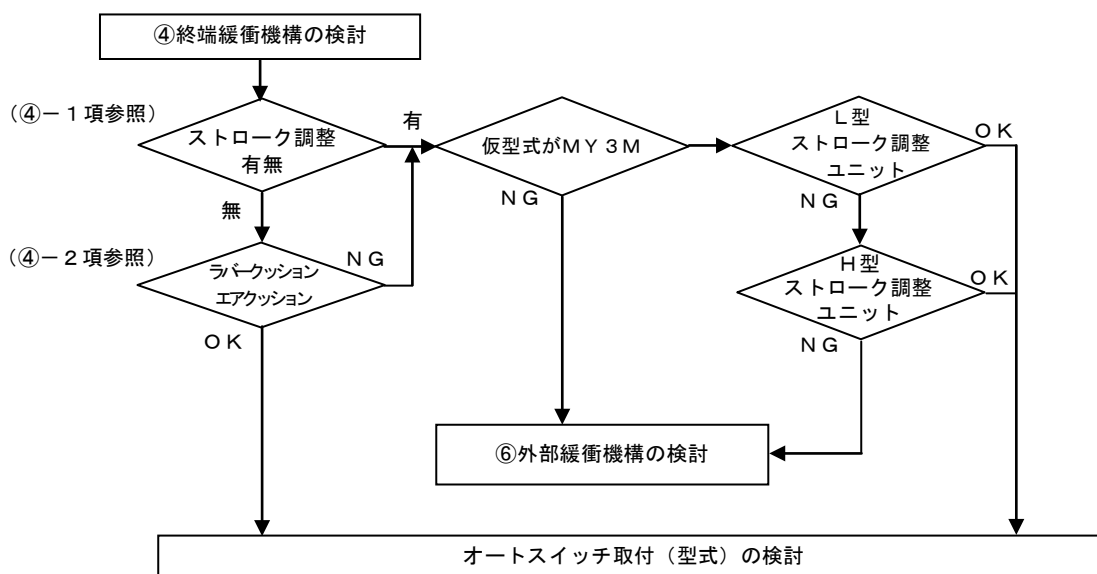 ④終端緩衝機構の検討
(④−1項参照)
ストローク調整
有無
有
無
(④−2項参照)
ラバークッション
エアクッション
NG
OK
仮型式がMY3M
NG
L型
ストローク調整
ユニット
OK
NG
H型
ストローク調整
ユニット
OK
NG
⑥外部緩衝機構の検討
オートスイッチ取付（型式）の検討